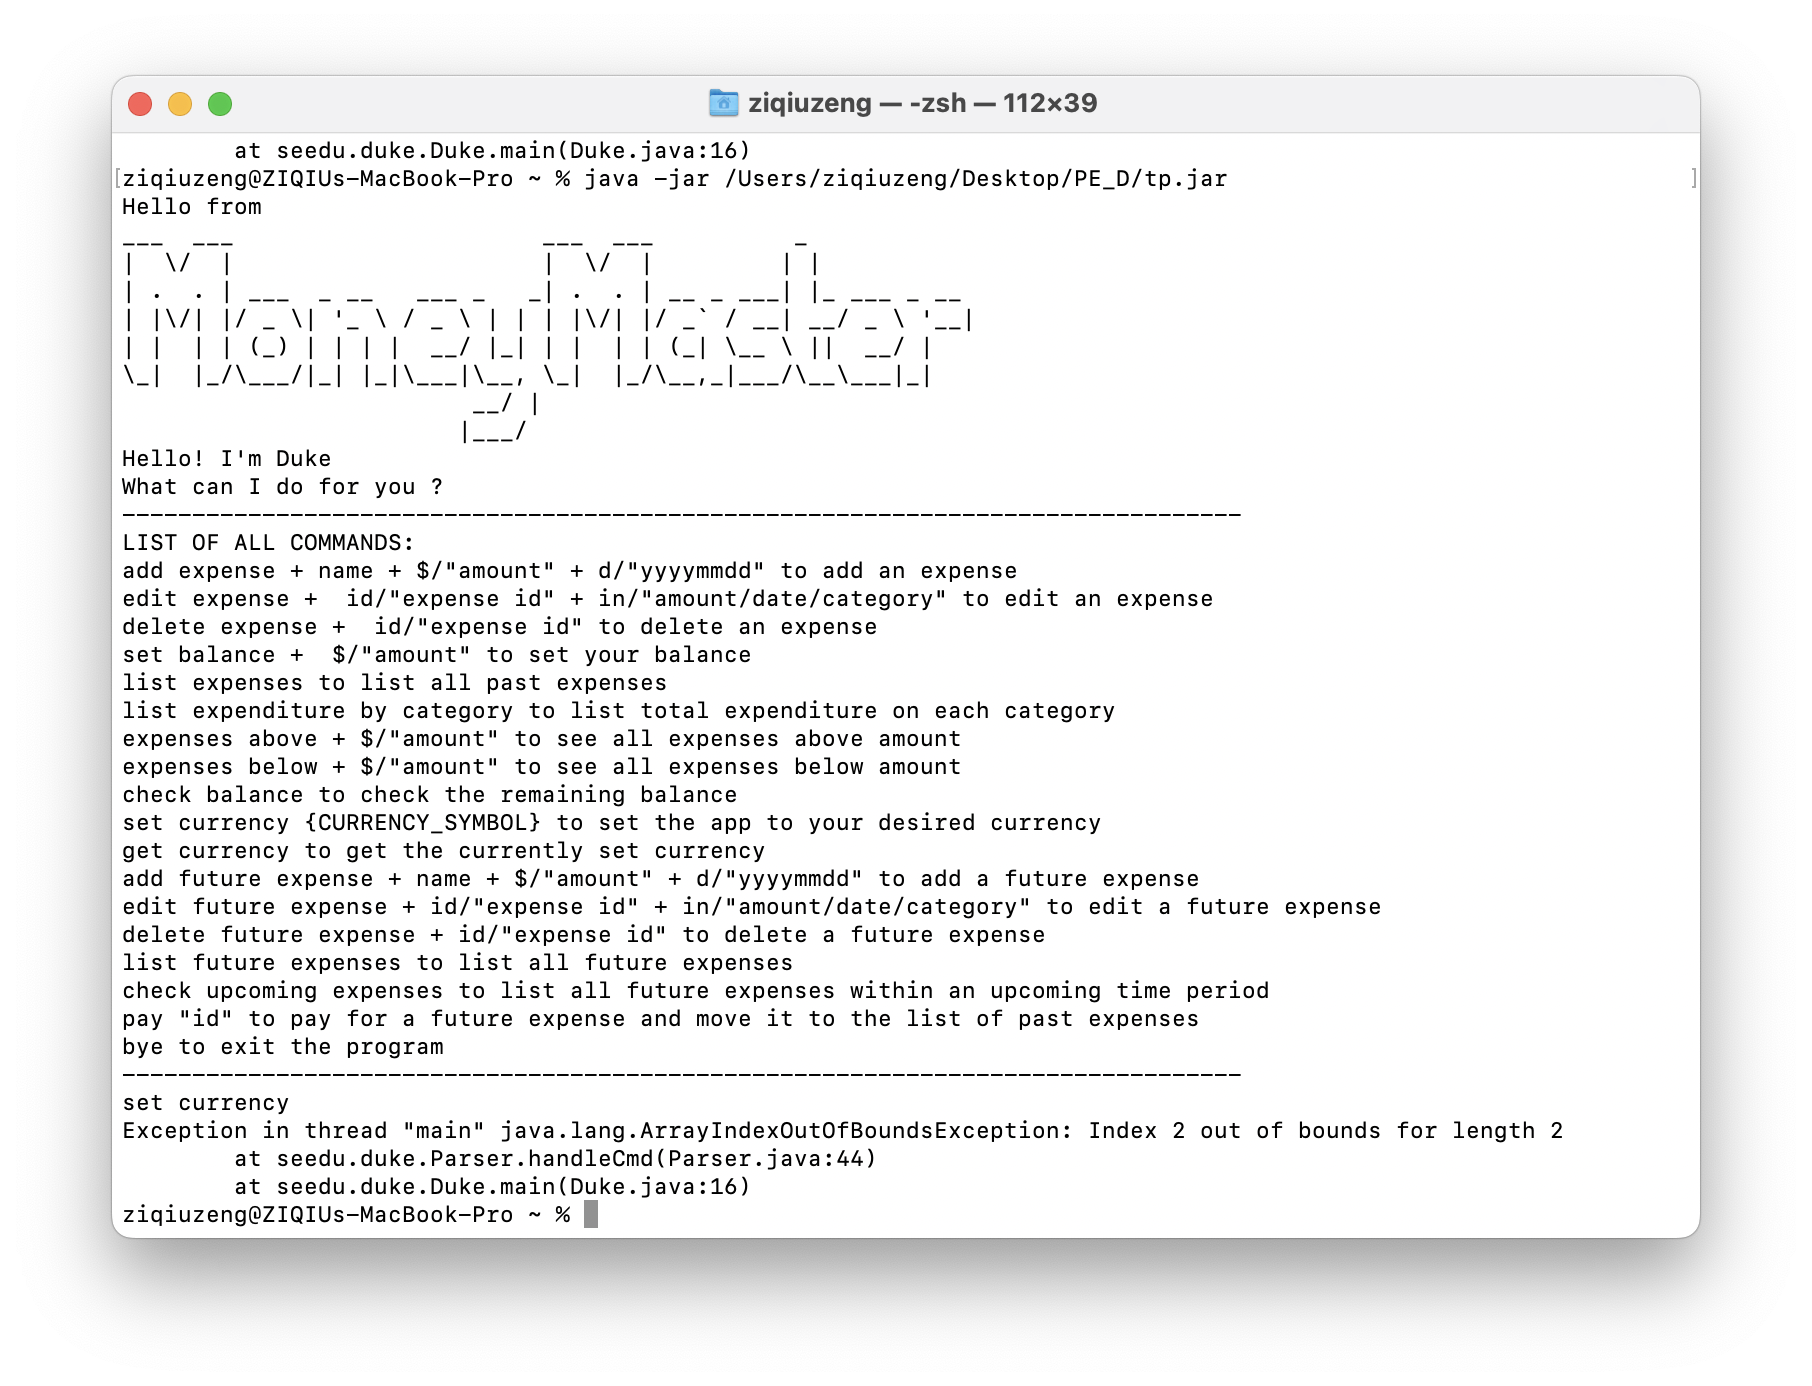 ziqiuzeng — -zsh — 112×39
        at seedu.duke.Duke.main(Duke.java:16)
[ziqiuzeng@ZIQIUs-MacBook-Pro ~ % java -jar /Users/ziqiuzeng/Desktop/PE_D/tp.jar ]
Hello from
___  ___                      ___  ___          _
|  \/  |                      |  \/  |         | |
| .  . | ___  _ __   ___ _   _| .  . | __ _ ___| |_ ___ _ __
| |\/| |/ _ \| '_ \ / _ \ | | | |\/| |/ _` / __| __/ _ \ '__|
| |  | | (_) | | | |  __/ |_| | |  | | (_| \__ \ ||  __/ |
\_|  |_/\___/|_| |_|\___|\__, \_|  |_/\__,_|___/\__\___|_|
                         __/ |
                        |___/
Hello! I'm Duke
What can I do for you ?
--------------------------------------------------------------------------------
LIST OF ALL COMMANDS:
add expense + name + $/"amount" + d/"yyyymmdd" to add an expense
edit expense +  id/"expense id" + in/"amount/date/category" to edit an expense
delete expense +  id/"expense id" to delete an expense
set balance +  $/"amount" to set your balance
list expenses to list all past expenses
list expenditure by category to list total expenditure on each category
expenses above + $/"amount" to see all expenses above amount
expenses below + $/"amount" to see all expenses below amount
check balance to check the remaining balance
set currency {CURRENCY_SYMBOL} to set the app to your desired currency
get currency to get the currently set currency
add future expense + name + $/"amount" + d/"yyyymmdd" to add a future expense
edit future expense + id/"expense id" + in/"amount/date/category" to edit a future expense
delete future expense + id/"expense id" to delete a future expense
list future expenses to list all future expenses
check upcoming expenses to list all future expenses within an upcoming time period
pay "id" to pay for a future expense and move it to the list of past expenses
bye to exit the program
--------------------------------------------------------------------------------
set currency
Exception in thread "main" java.lang.ArrayIndexOutOfBoundsException: Index 2 out of bounds for length 2
        at seedu.duke.Parser.handleCmd(Parser.java:44)
        at seedu.duke.Duke.main(Duke.java:16)
ziqiuzeng@ZIQIUs-MacBook-Pro ~ %